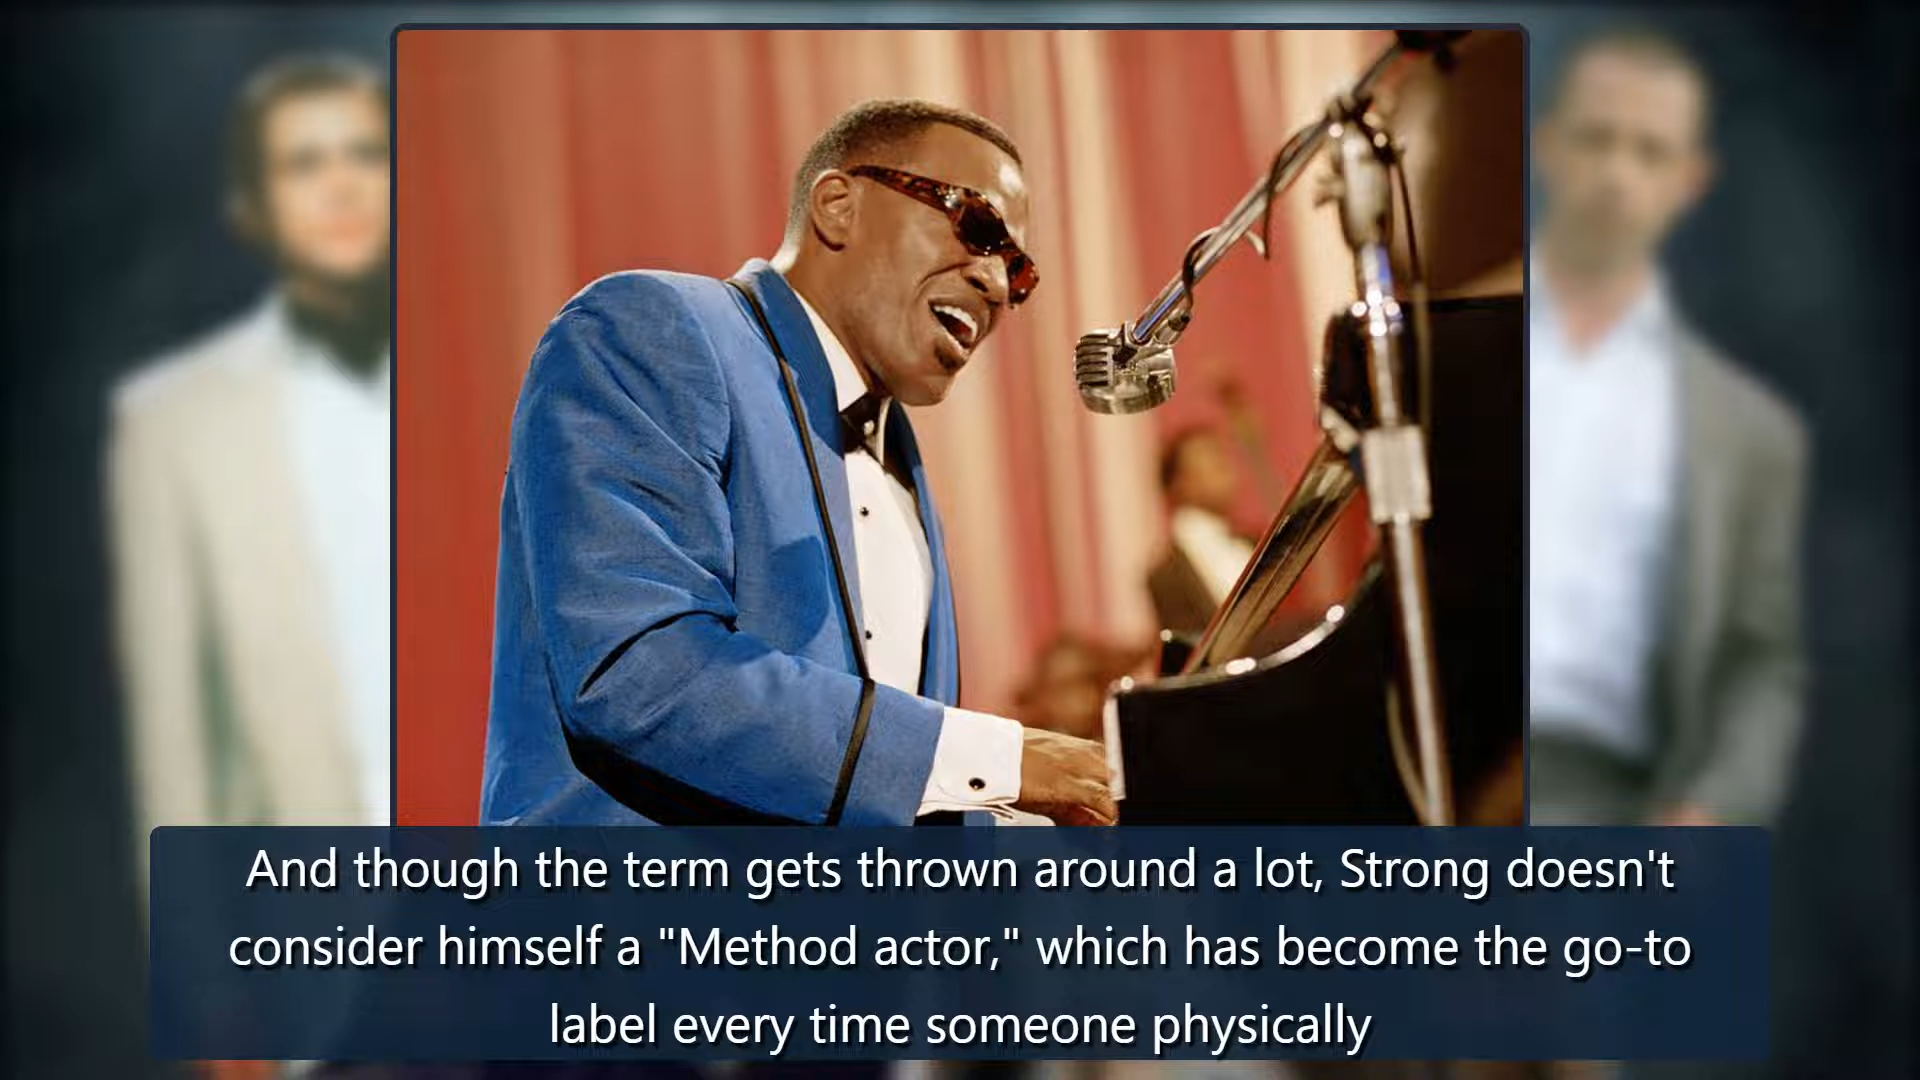 And though the term gets thrown around a lot, Strong doesn't
consider himself a "Method actor," which has become the go-to
label every time someone physically